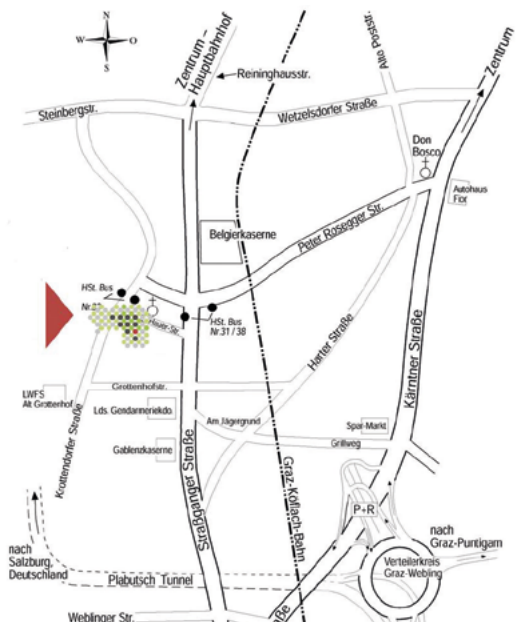 N
W
O
S
Zentrum –
Hauptbahnhof
Reininghausstr.
Alte Poststr.
Zentrum
Steinbergstr.
Wetzelsdorfer Straße
Don
Bosco
Autohaus
Fior
Peter Rosegger Str.
Belgierkaserne
HSt. Bus
Haupt-Str.
HSt. Bus
Nr.31 / 38
Harter Straße
Kärntner Straße
Grottenhofstr.
LWFS
Alt Grottenhof
Lds. Gendarmeriekdo.
Am Jägergrund
Spar-Markt
Grillweg
Krottendorfer Straße
Gablenzkaserne
Straßganger Straße
Graz-Köflach-Bahn
P+R
nach
Graz-Puntigam
nach
Salzburg,
Deutschland
Plabutsch Tunnel
Verteilerkreis
Graz-Webling
Weblinger Str.